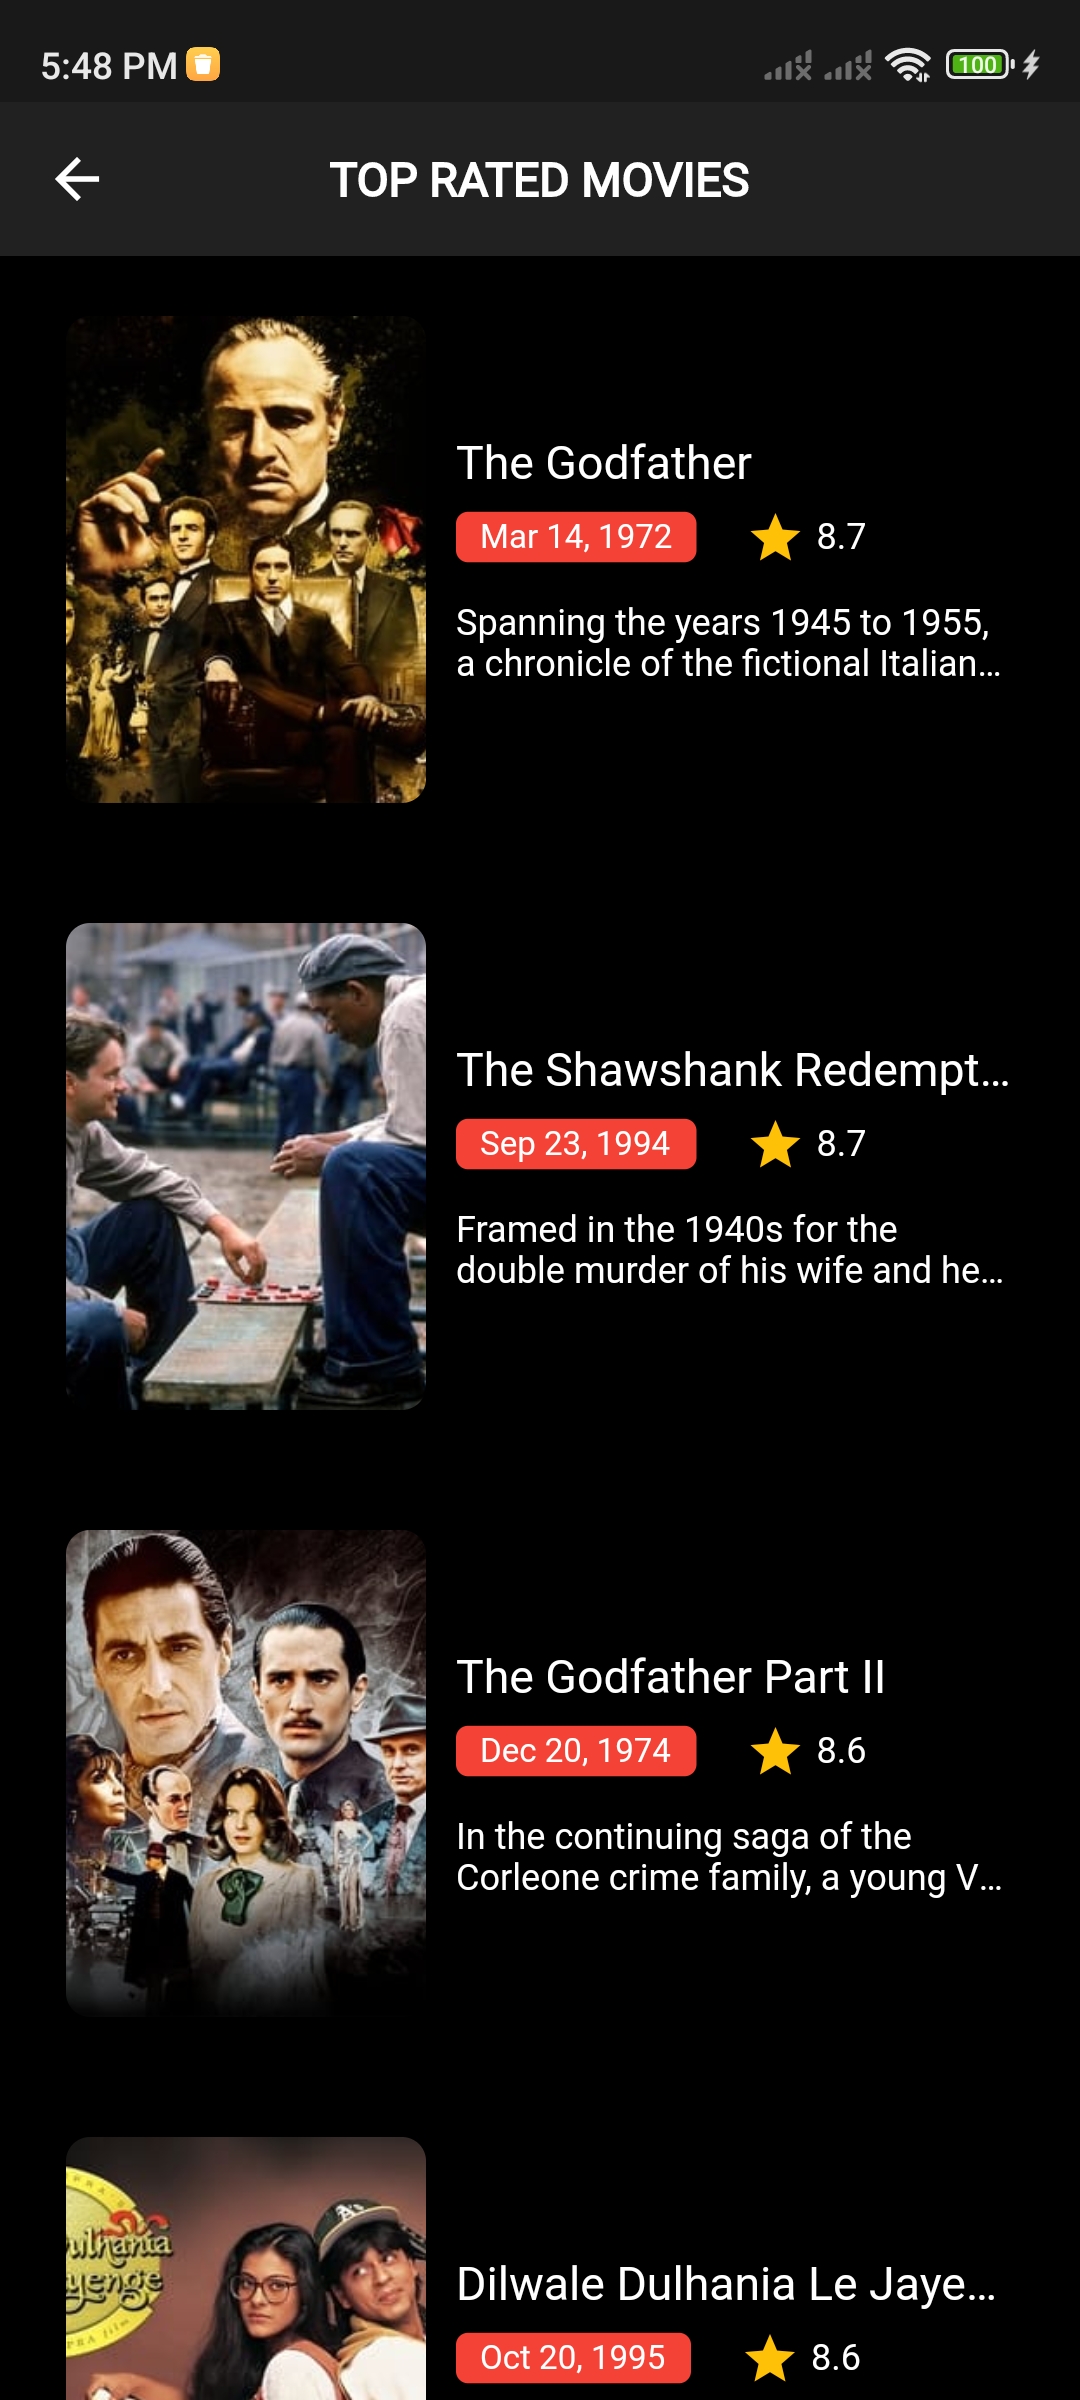 5:48 PM
100
TOP RATED MOVIES
The Godfather
Mar 14, 1972
8.7
Spanning the years 1945 to 1955,
a chronicle of the fictional Italian…
The Shawshank Redempt…
Sep 23, 1994
8.7
Framed in the 1940s for the
double murder of his wife and he…
The Godfather Part II
Dec 20, 1974
8.6
In the continuing saga of the
Corleone crime family, a young V…
A's
ulhania
yenge
film
Dilwale Dulhania Le Jaye…
Oct 20, 1995
8.6